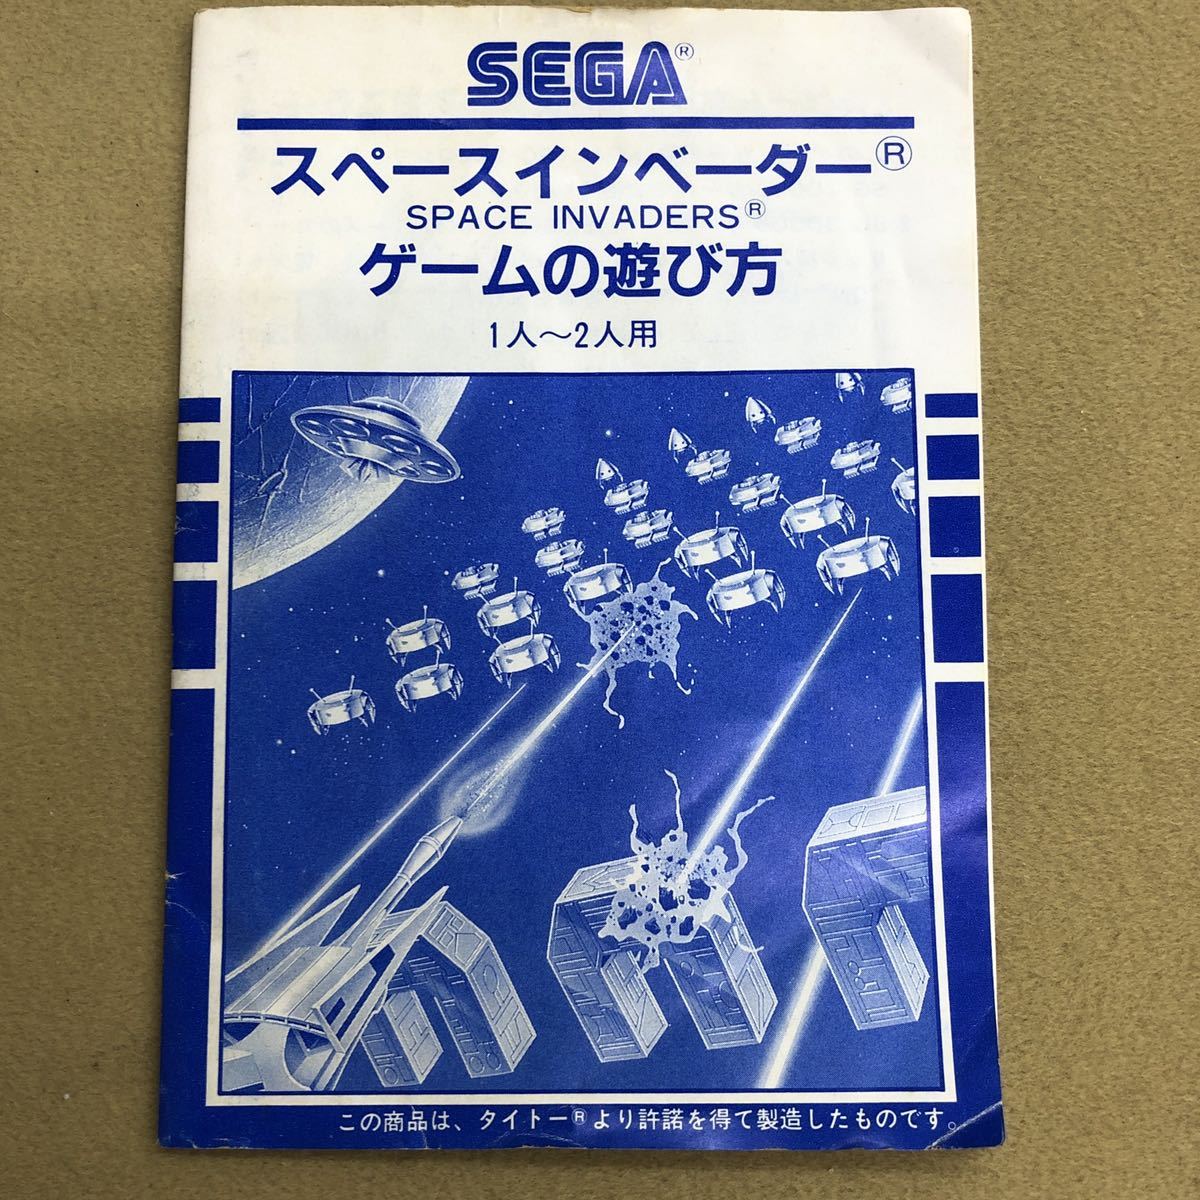 SEGA®
スペースインベーダー®
SPACE INVADERS®
ゲームの遊び方
1人～2人用
この商品は、タイトー®より許諾を得て製造したものです。